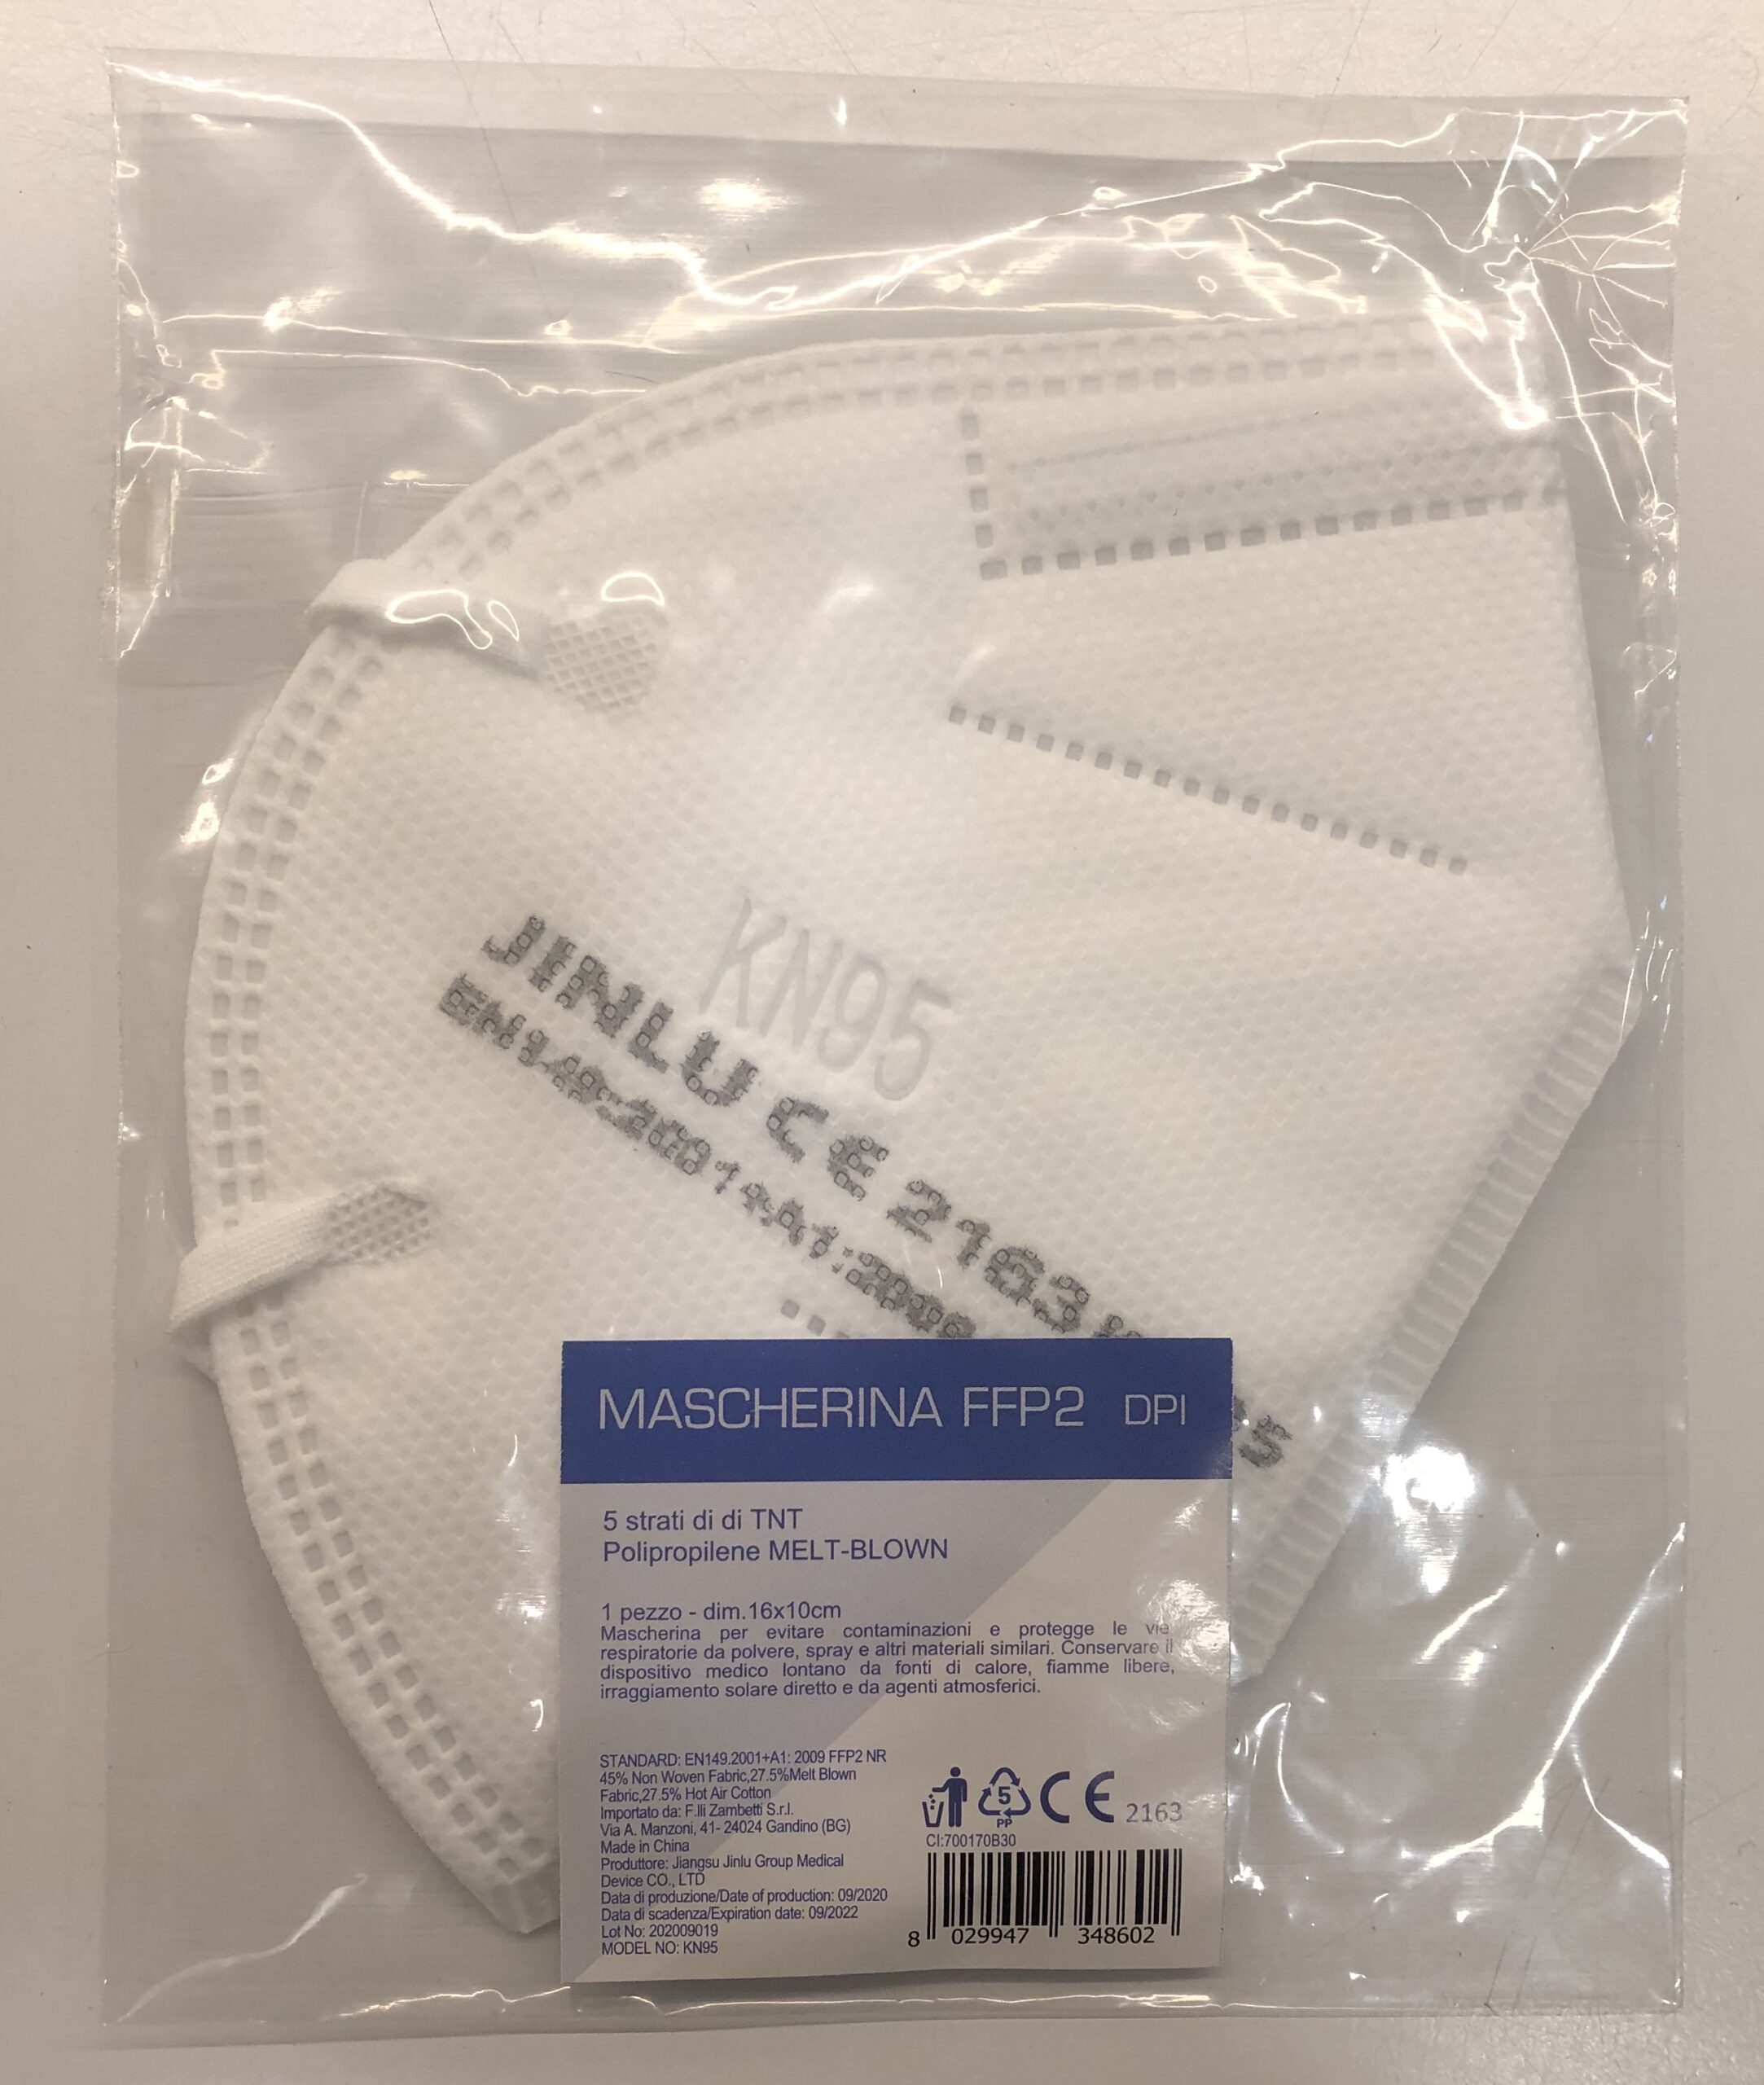 KN95
JINLU CE 2163
EN149:2001+A1:2009
MASCHERINA FFP2 DPI
5 strati di di TNT
Polipropilene MELT-BLOWN
1 pezzo - dim.16x10cm
Mascherina per evitare contaminazioni e protegge le vie
respiratorie da polvere, spray e altri materiali similari. Conservare il
dispositivo medico lontano da fonti di calore, fiamme libere,
irraggiamento solare diretto e da agenti atmosferici.
STANDARD: EN149.2001+A1: 2009 FFP2 NR
45% Non Woven Fabric,27.5%Melt Blown
Fabric,27.5% Hot Air Cotton
Importato da: F.lli Zambetti S.r.l.
Via A. Manzoni, 41- 24024 Gandino (BG)
Made in China
Produttore: Jiangsu Jinlu Group Medical
Device CO., LTD
Data di produzione/Date of production: 09/2020
Data di scadenza/Expiration date: 09/2022
Lot No: 202009019
MODEL NO: KN95
5
PP
CE 2163
CI:700170B30
8 029947 348602